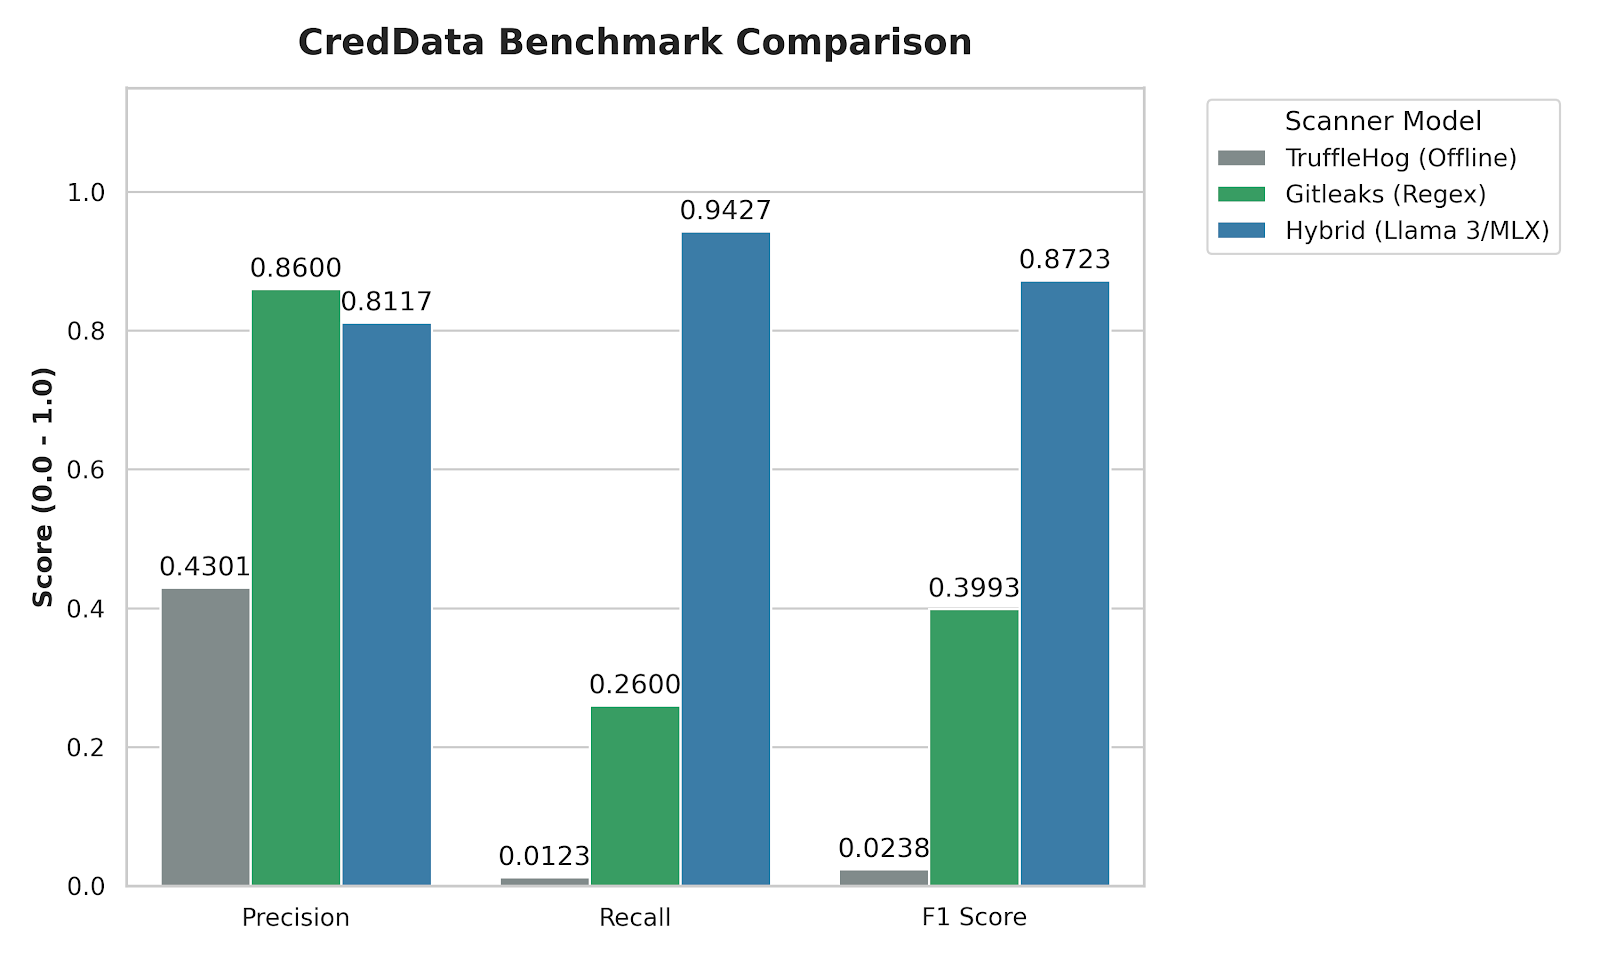 CredData Benchmark Comparison
Scanner Model
TruffleHog (Offline)
Gitleaks (Regex)
Hybrid (Llama 3/MLX)
Score (0.0 - 1.0)
1.0
0.8
0.6
0.4
0.2
0.0
0.4301
0.8600
0.8117
0.0123
0.2600
0.9427
0.0238
0.3993
0.8723
Precision
Recall
F1 Score